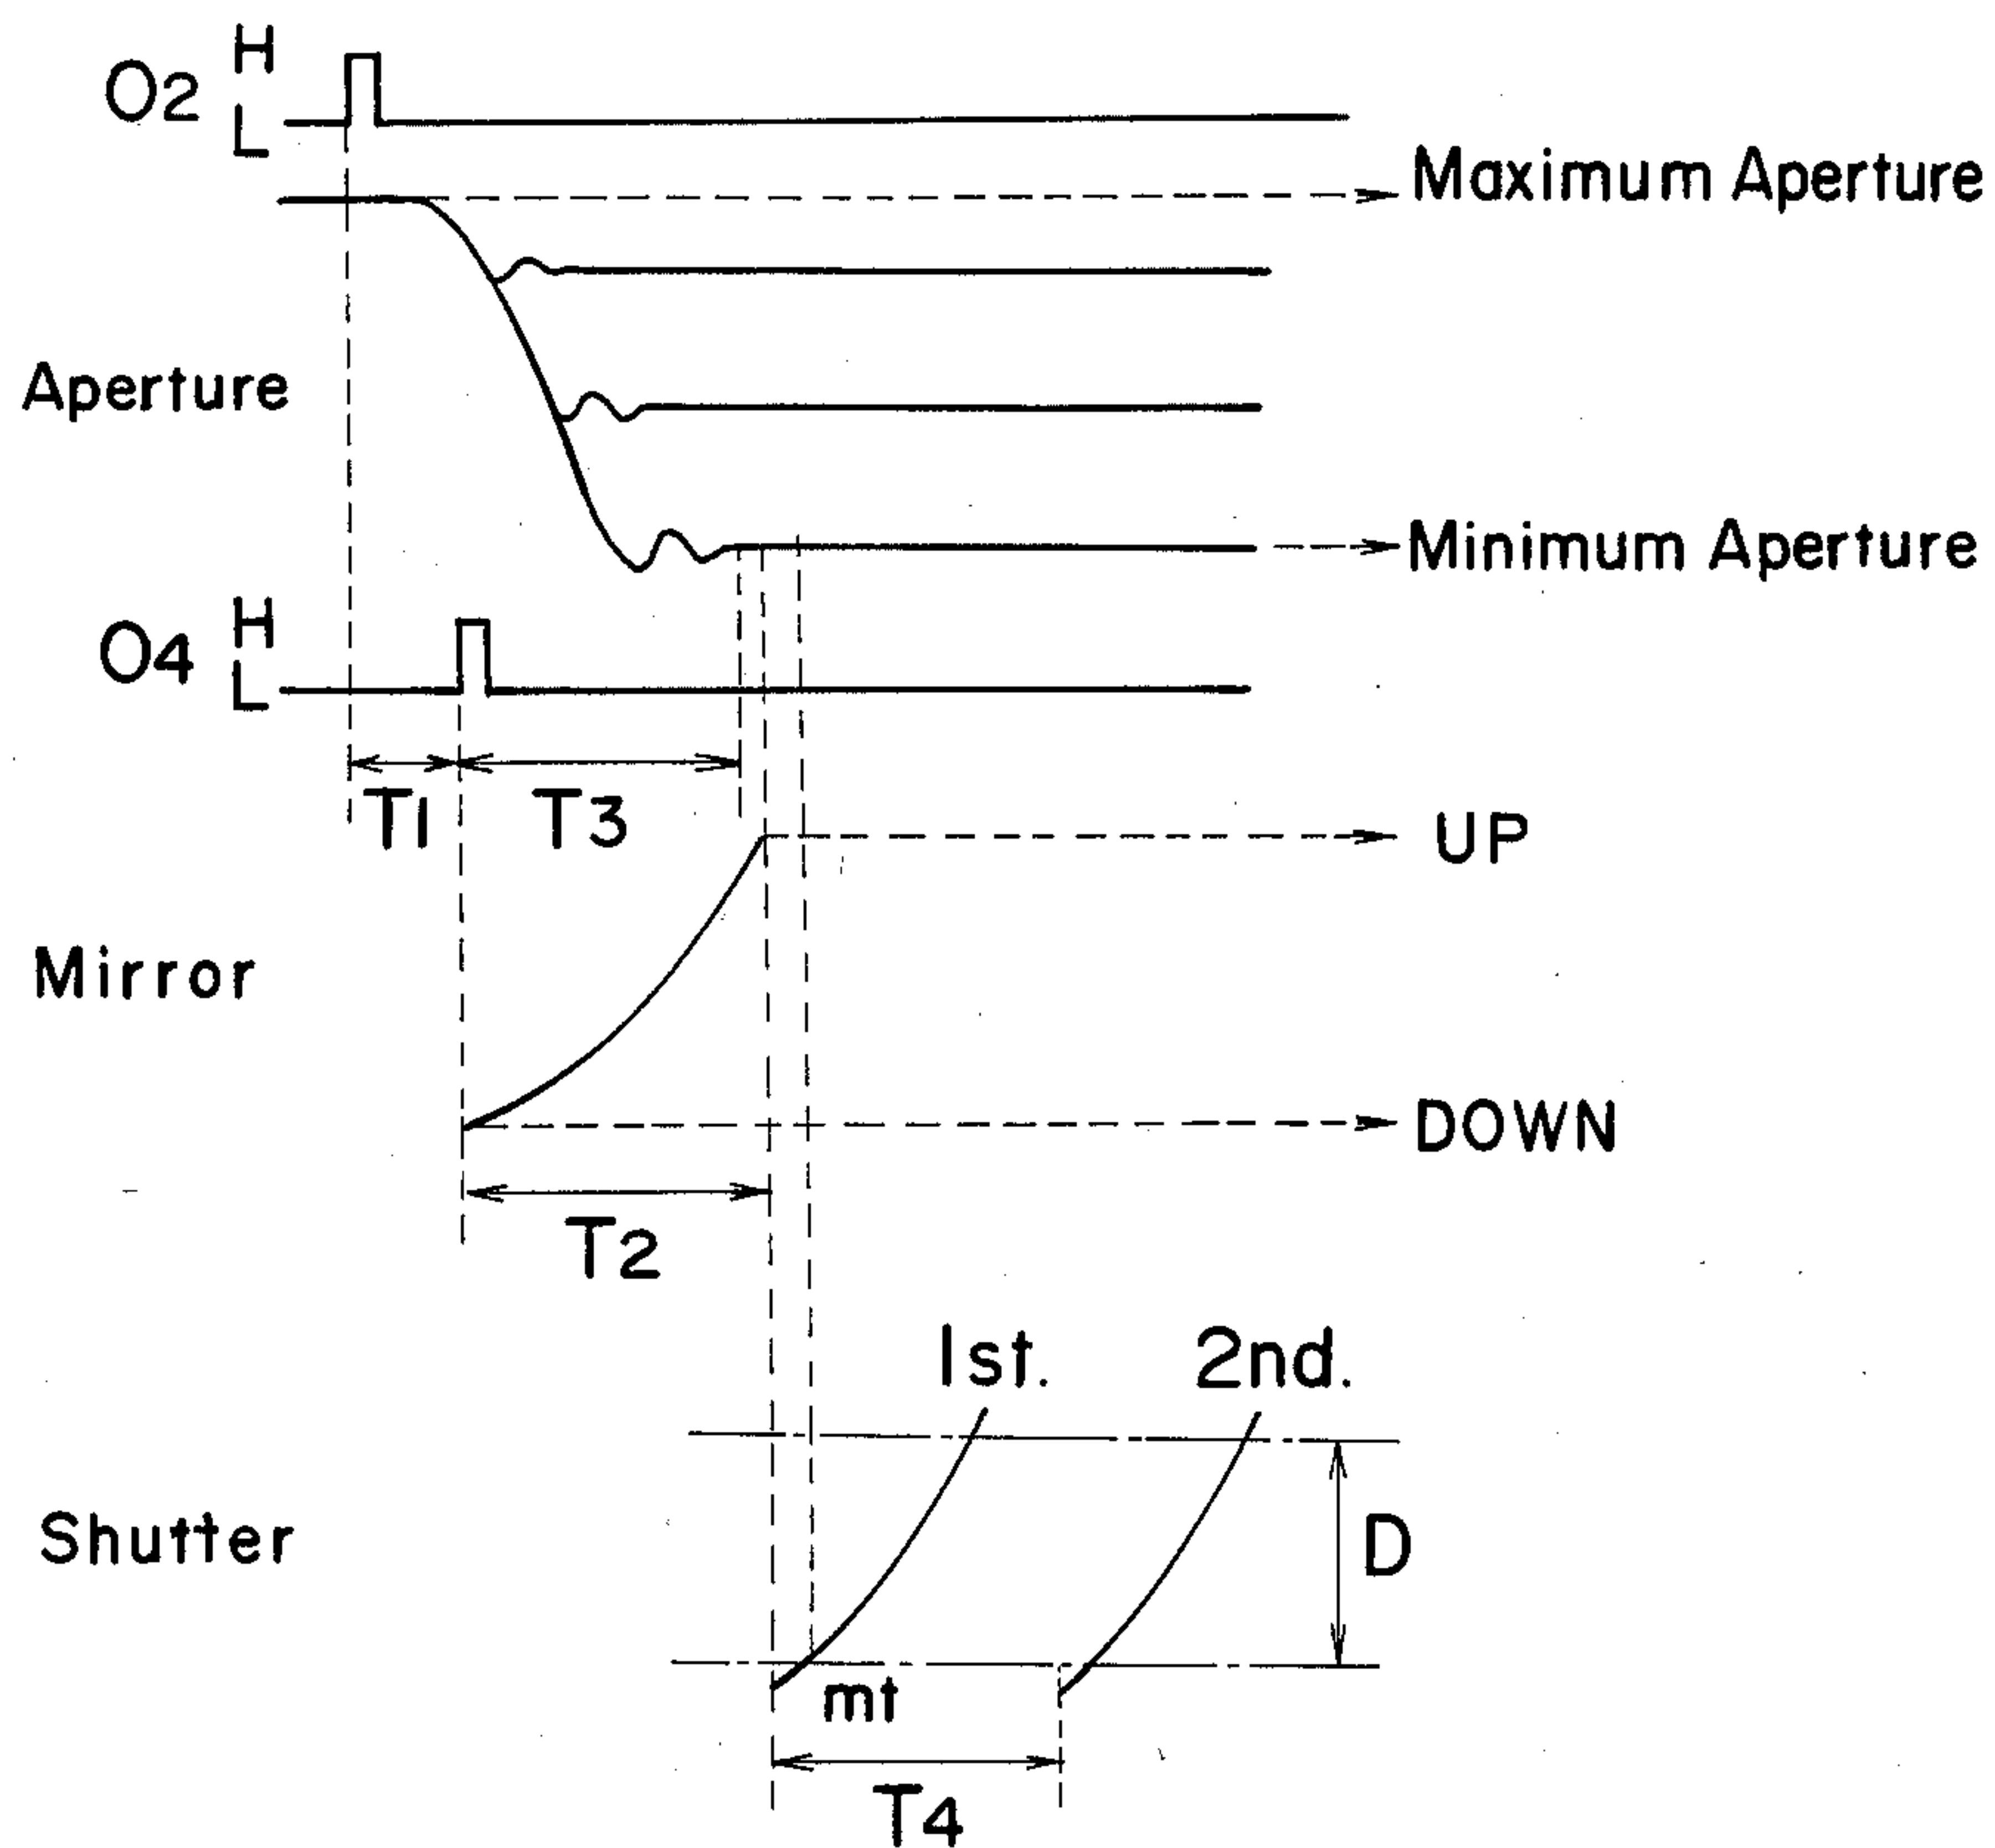 H
O2
L
Maximum Aperture
Aperture
Minimum Aperture
H
O4
L
T1
T3
UP
Mirror
DOWN
T2
1st.
2nd.
Shutter
D
mt
T4